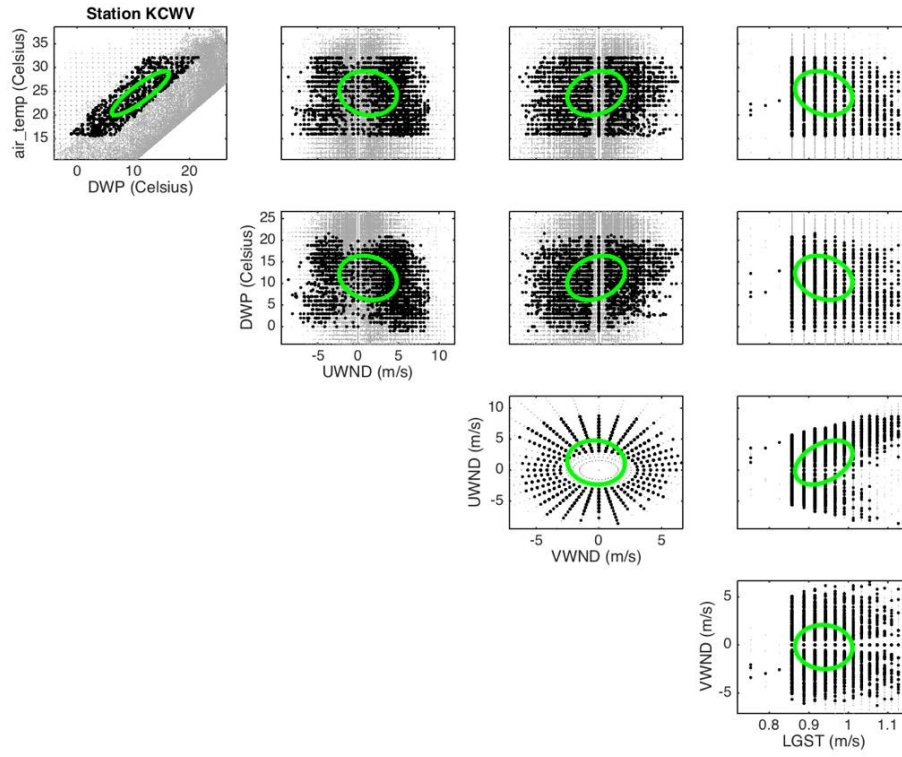 Station KCWV
35
30
25
20
15
air_temp (Celsius)
0 10 20
DWP (Celsius)
25
20
15
10
5
0
DWP (Celsius)
-5 0 5 10
UWND (m/s)
10
5
0
-5
UWND (m/s)
-5 0 5
VWND (m/s)
5
0
-5
VWND (m/s)
0.8 0.9 1 1.1
LGST (m/s)